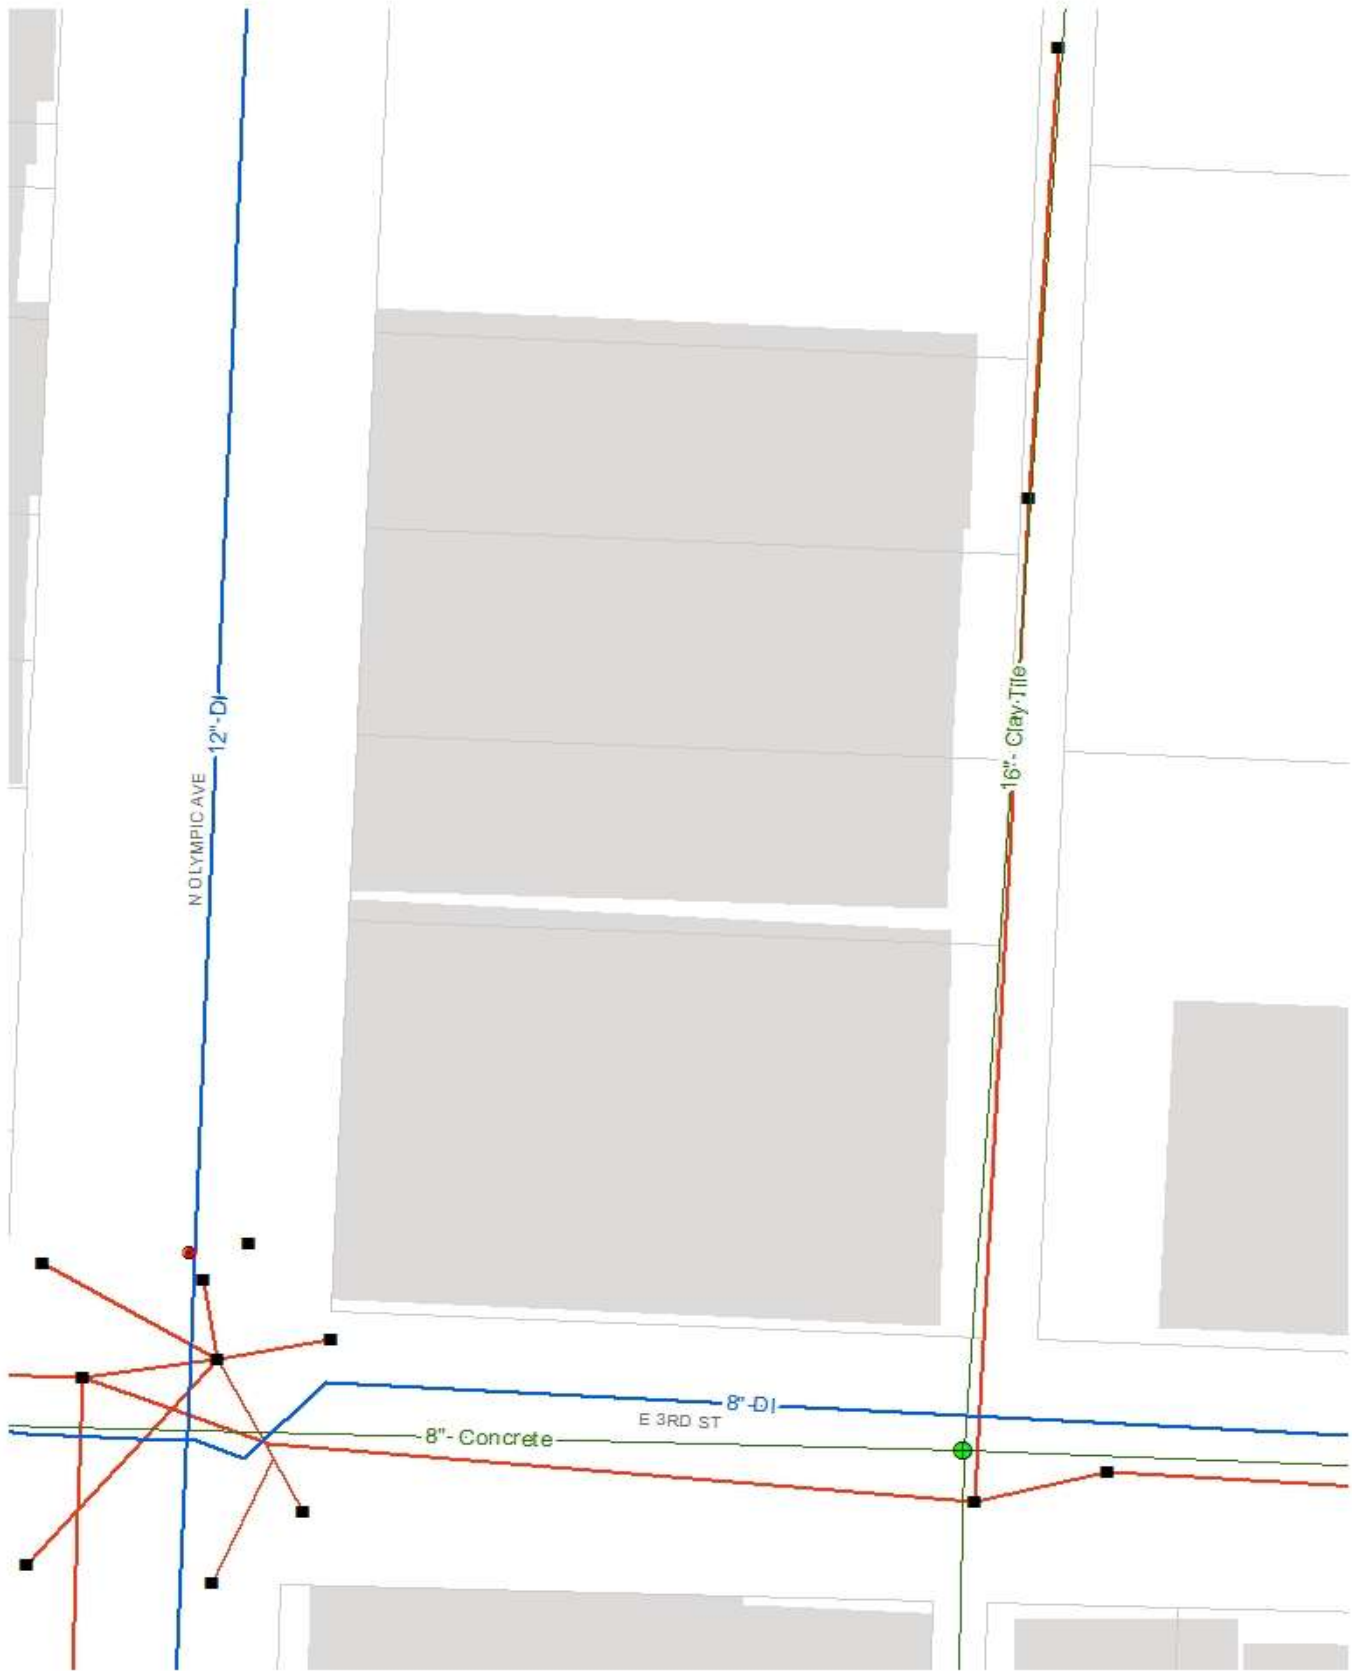 16"- Clay Tile
12"-DI
N OLYMPIC AVE
8"-DI
E 3RD ST
8"- Concrete